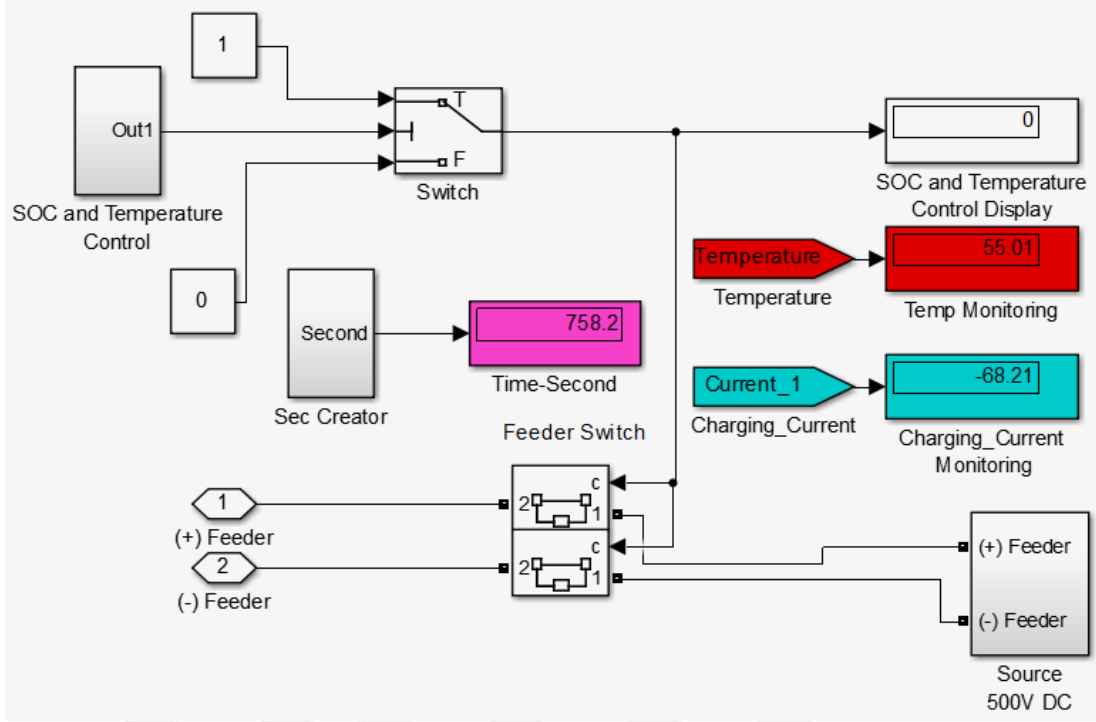 1
Out1
T
F
Switch
SOC and Temperature
Control
0
SOC and Temperature
Control Display
Temperature
Temperature
55.01
Temp Monitoring
0
Second
Sec Creator
758.2
Time-Second
Current_1
Charging_Current
-68.21
Charging_Current
Monitoring
Feeder Switch
1
(+) Feeder
2
(-) Feeder
c
2
1
c
2
1
(+) Feeder
(-) Feeder
Source
500V DC